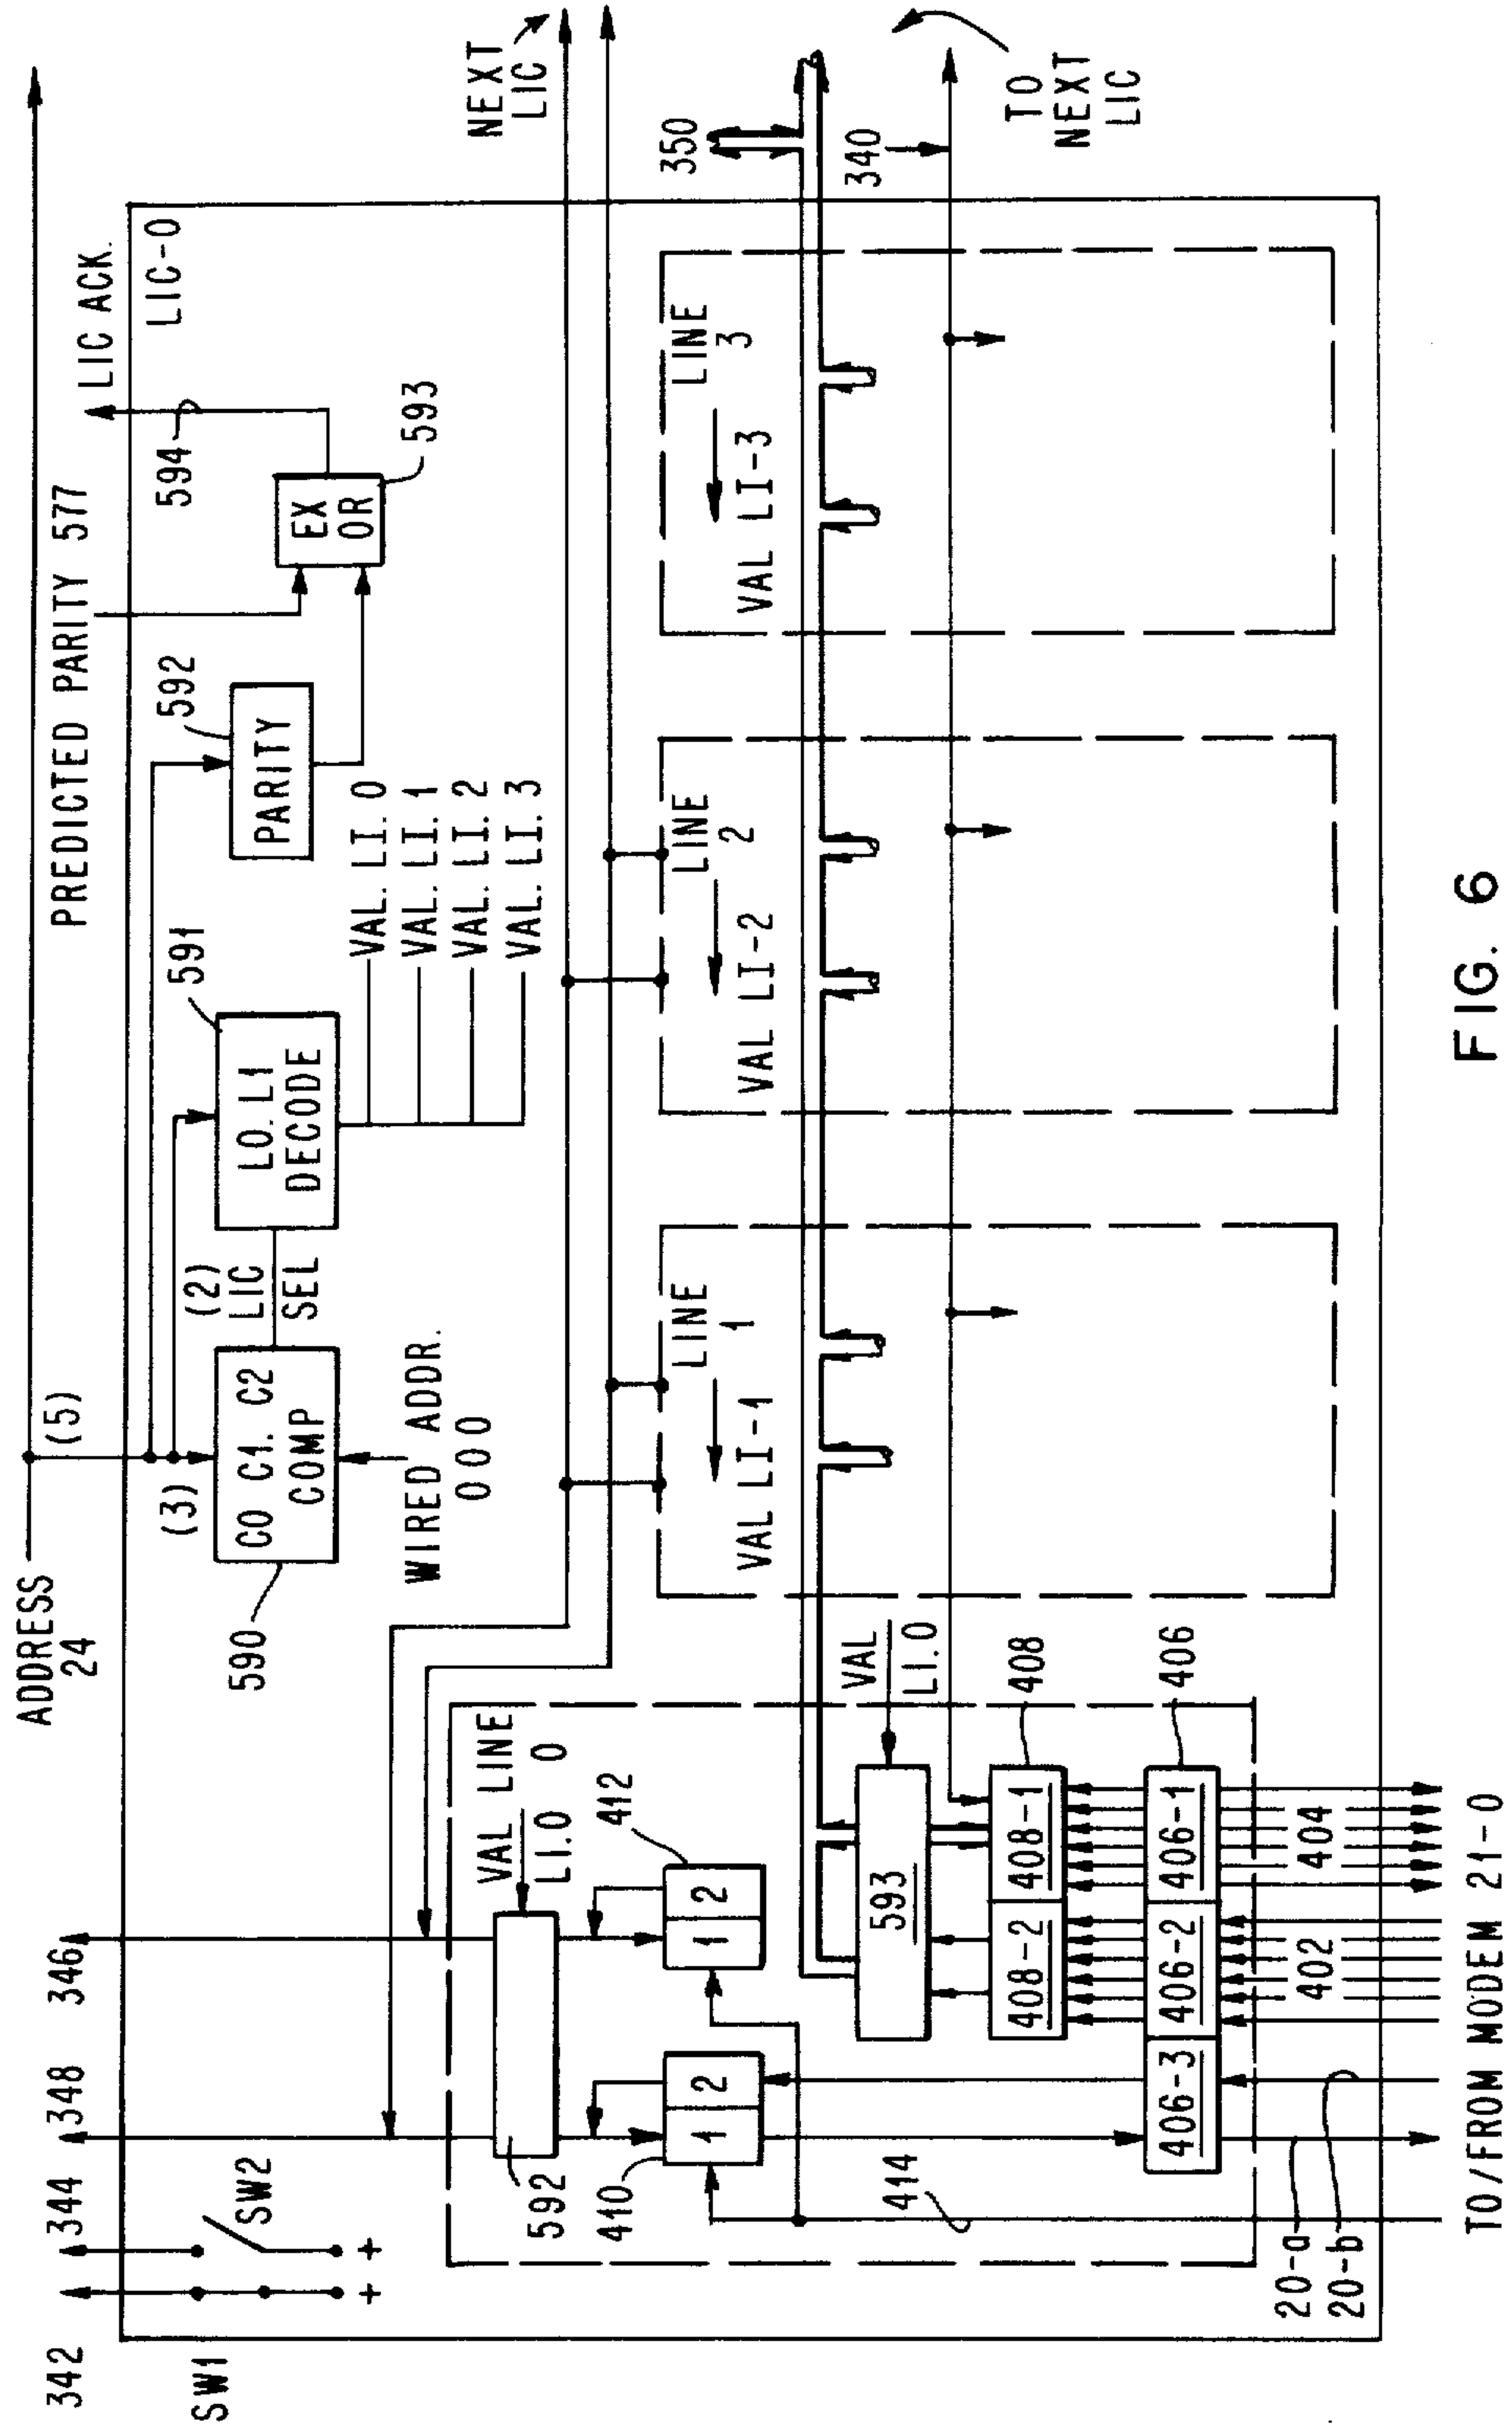 ADDRESS
24
PREDICTED PARITY 577
LIC ACK.
LIC-0
594
(5)
(3)
590
C0 C1. C2
COMP
WIRED ADDR.
000
(2)
LIC
SEL
591
L0. L1
DECODE
VAL. LI. 0
VAL. LI. 1
VAL. LI. 2
VAL. LI. 3
592
PARITY
EX
OR
593
NEXT
LIC
342
344
348
346
SW1
SW2
+
+
VAL LINE
LI.0 0
592
410
1 2
412
1 2
LINE
1
VAL LI-1
LINE
2
VAL LI-2
LINE
3
VAL LI-3
350
340
TO
NEXT
LIC
VAL
LI.0
593
408
408-2
408-1
406
406-3
406-2
406-1
414
402
404
20-a
20-b
TO/FROM MODEM 21-0
FIG. 6